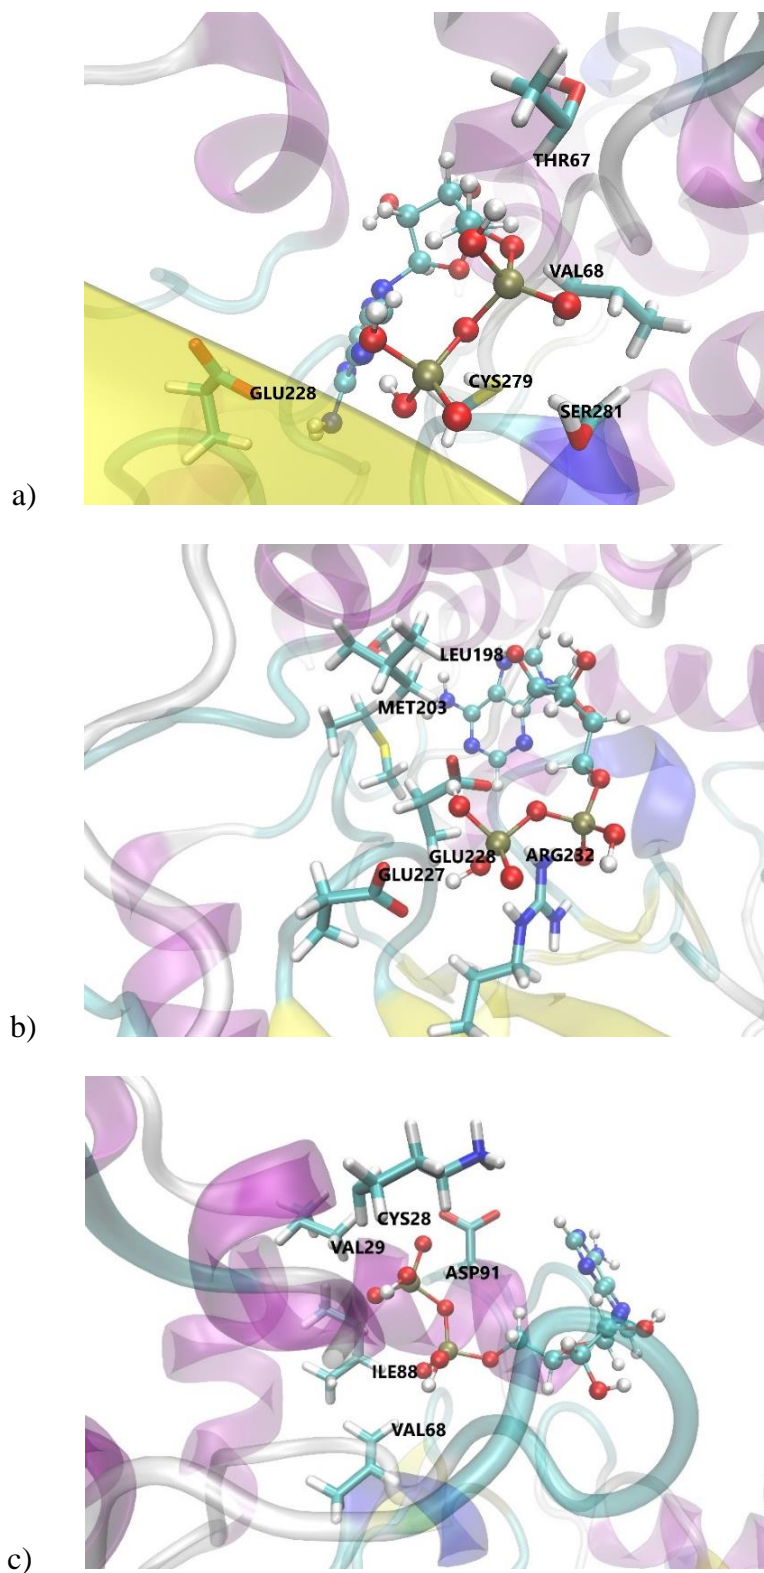 THR67
VAL68
CYS279
GLU228
SER281
a)
LEU198
MET203
GLU228
ARG232
GLU227
b)
CYS28
VAL29
ASP91
ILE88
VAL68
c)